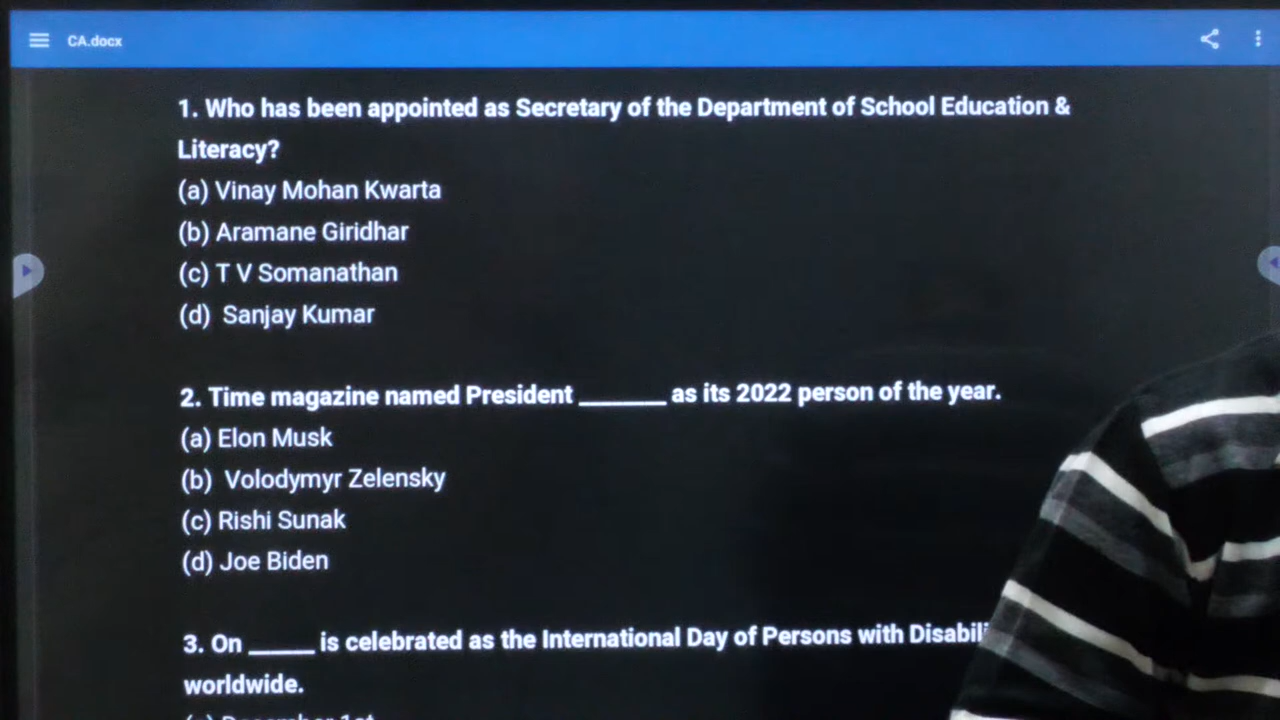 CA.docx
1. Who has been appointed as Secretary of the Department of School Education &
Literacy?
(a) Vinay Mohan Kwarta
(b) Aramane Giridhar
(c) T V Somanathan
(d) Sanjay Kumar
2. Time magazine named President ______ as its 2022 person of the year.
(a) Elon Musk
(b) Volodymyr Zelensky
(c) Rishi Sunak
(d) Joe Biden
3. On _____ is celebrated as the International Day of Persons with
worldwide.